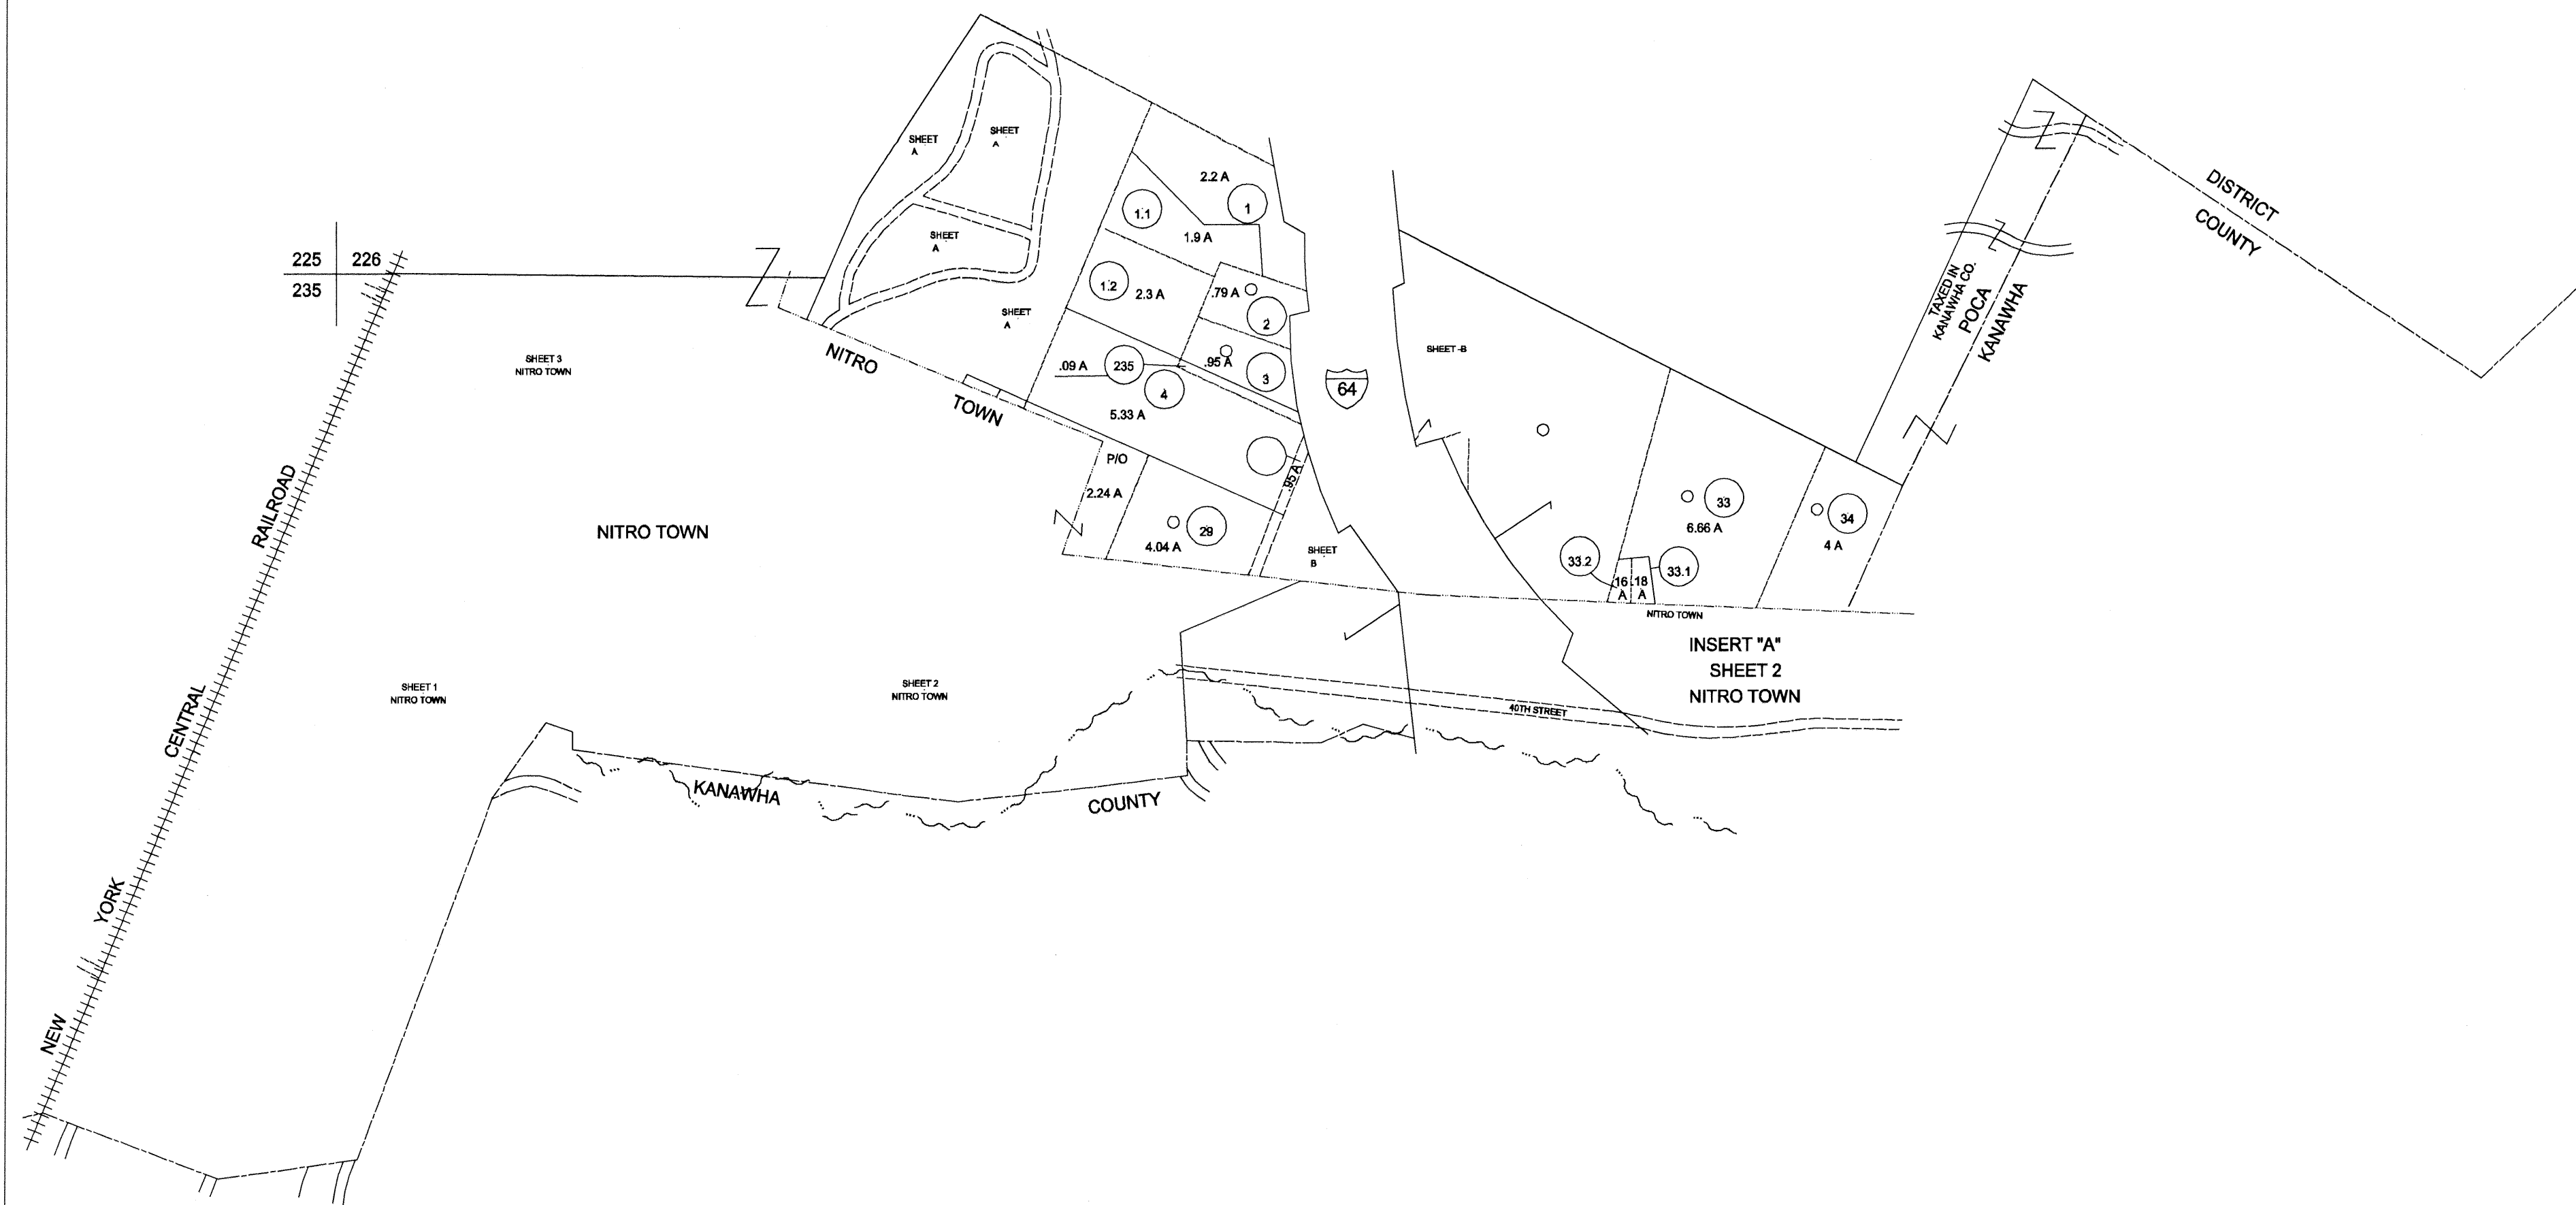 SHEET
A
SHEET
A
2.2 A
1
1.1
1.9 A
SHEET
A
225
226
235
1.2
2.3 A
.79 A
2
SHEET
A
.09 A
235
.95 A
3
4
5.33 A
64
SHEET -B
DISTRICT
COUNTY
TAXED IN
KANAWHA CO.
POCA
KANAWHA
SHEET 3
NITRO TOWN
NITRO
TOWN
P/O
2.24 A
.95 A
29
4.04 A
SHEET
B
33
6.66 A
34
4 A
33.2
.16
A
.18
A
33.1
NITRO TOWN
NITRO TOWN
INSERT "A"
SHEET 2
NITRO TOWN
SHEET 1
NITRO TOWN
SHEET 2
NITRO TOWN
40TH STREET
KANAWHA
COUNTY
NEW
YORK
CENTRAL
RAILROAD